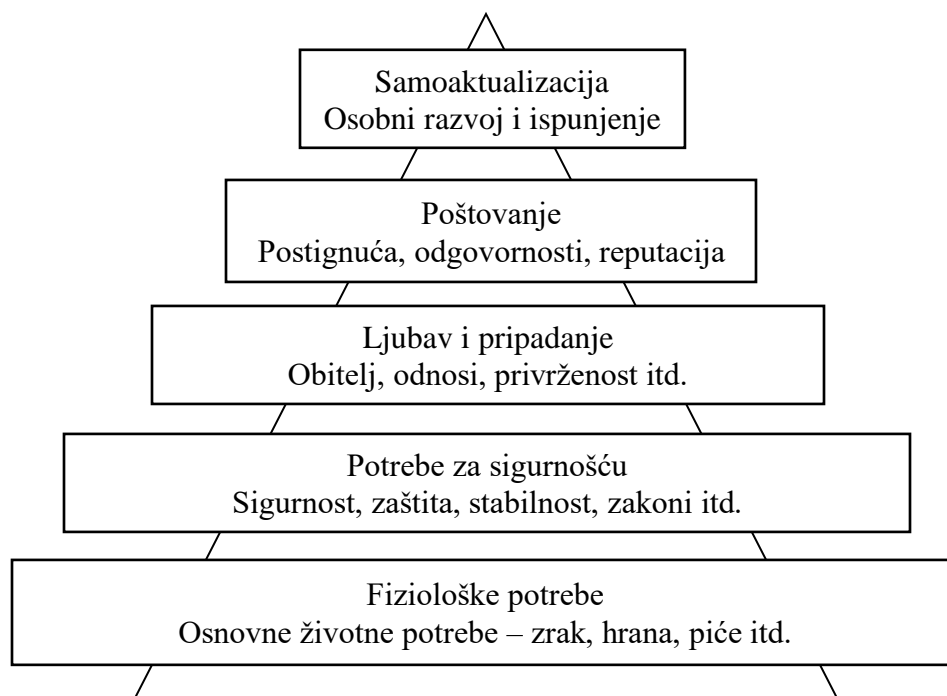 Samoaktualizacija
Osobni razvoj i ispunjenje
Poštovanje
Postignuća, odgovornosti, reputacija
Ljubav i pripadanje
Obitelj, odnosi, privrženost itd.
Potrebe za sigurnošću
Sigurnost, zaštita, stabilnost, zakoni itd.
Fiziološke potrebe
Osnovne životne potrebe – zrak, hrana, piće itd.